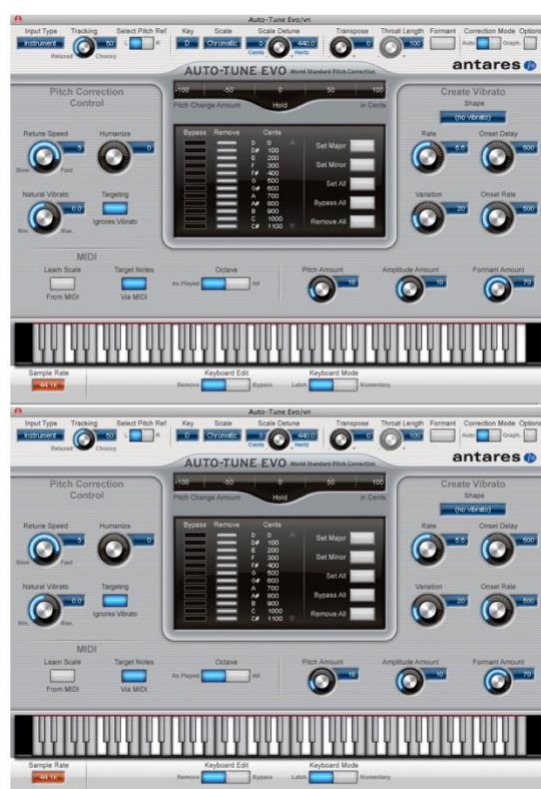 Auto-Tune Evo/vn
Input Type Tracking Select Pitch Ref. Key Scale Scale Detune Transpose Throat Length Formant Correction Mode Option
Instrument 50 L R D Chromatic 0 440.0 0 100 Auto Graph.
Relaxed Choosy Cents Hertz
antares
AUTO-TUNE EVO World Standard Pitch Correction
Pitch Correction
Control
-100 -50 0 50 100
Pitch Change Amount Hold in Cents
Create Vibrato
Shape
(no vibrato)
Retune Speed Humanize
5 0
Slow Fast
Natural Vibrato Targeting
0.0
Ignores Vibrato
Bypass Remove Cents
D 0
D# 100
E 200
F 300
F# 400
G 500
G# 600
A 700
A# 800
B 900
C 1000
C# 1100
Set Major
Set Minor
Set All
Bypass All
Remove All
Rate Onset Delay
5.5 500
Variation Onset Rate
20 500
MIDI
Learn Scale Target Notes Octave
From MIDI Via MIDI As Played All
Pitch Amount Amplitude Amount Formant Amount
10 10 70
Sample Rate Keyboard Edit Keyboard Mode
44.1k Remove Bypass Latch Momentary
Auto-Tune Evo/vn
Input Type Tracking Select Pitch Ref. Key Scale Scale Detune Transpose Throat Length Formant Correction Mode Option
Instrument 50 L R D Chromatic 0 440.0 0 100 Auto Graph.
Relaxed Choosy Cents Hertz
antares
AUTO-TUNE EVO World Standard Pitch Correction
Pitch Correction
Control
-100 -50 0 50 100
Pitch Change Amount Hold in Cents
Create Vibrato
Shape
(no vibrato)
Retune Speed Humanize
5 0
Slow Fast
Natural Vibrato Targeting
0.0
Ignores Vibrato
Bypass Remove Cents
D 0
D# 100
E 200
F 300
F# 400
G 500
G# 600
A 700
A# 800
B 900
C 1000
C# 1100
Set Major
Set Minor
Set All
Bypass All
Remove All
Rate Onset Delay
5.5 500
Variation Onset Rate
20 500
MIDI
Learn Scale Target Notes Octave
From MIDI Via MIDI As Played All
Pitch Amount Amplitude Amount Formant Amount
10 10 70
Sample Rate Keyboard Edit Keyboard Mode
44.1k Remove Bypass Latch Momentary